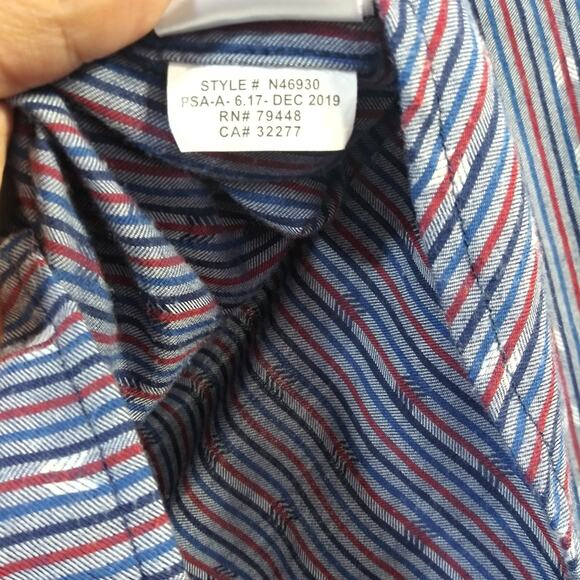 STYLE # N46930
PSA-A- 6.17- DEC 2019
RN# 79448
CA# 32277